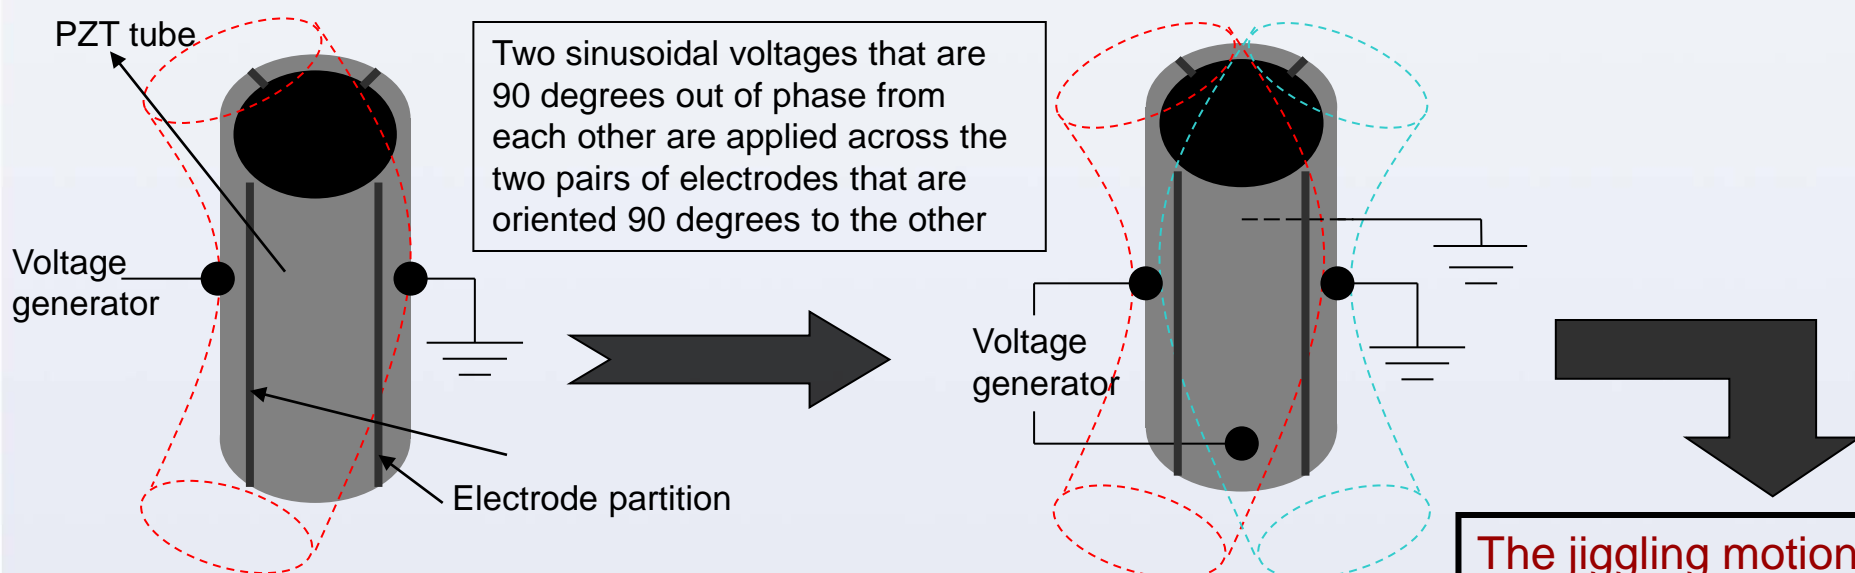 PZT tube
Two sinusoidal voltages that are
90 degrees out of phase from
each other are applied across the
two pairs of electrodes that are
oriented 90 degrees to the other
Voltage
generator
Electrode partition
Voltage
generator
The jiggling motion